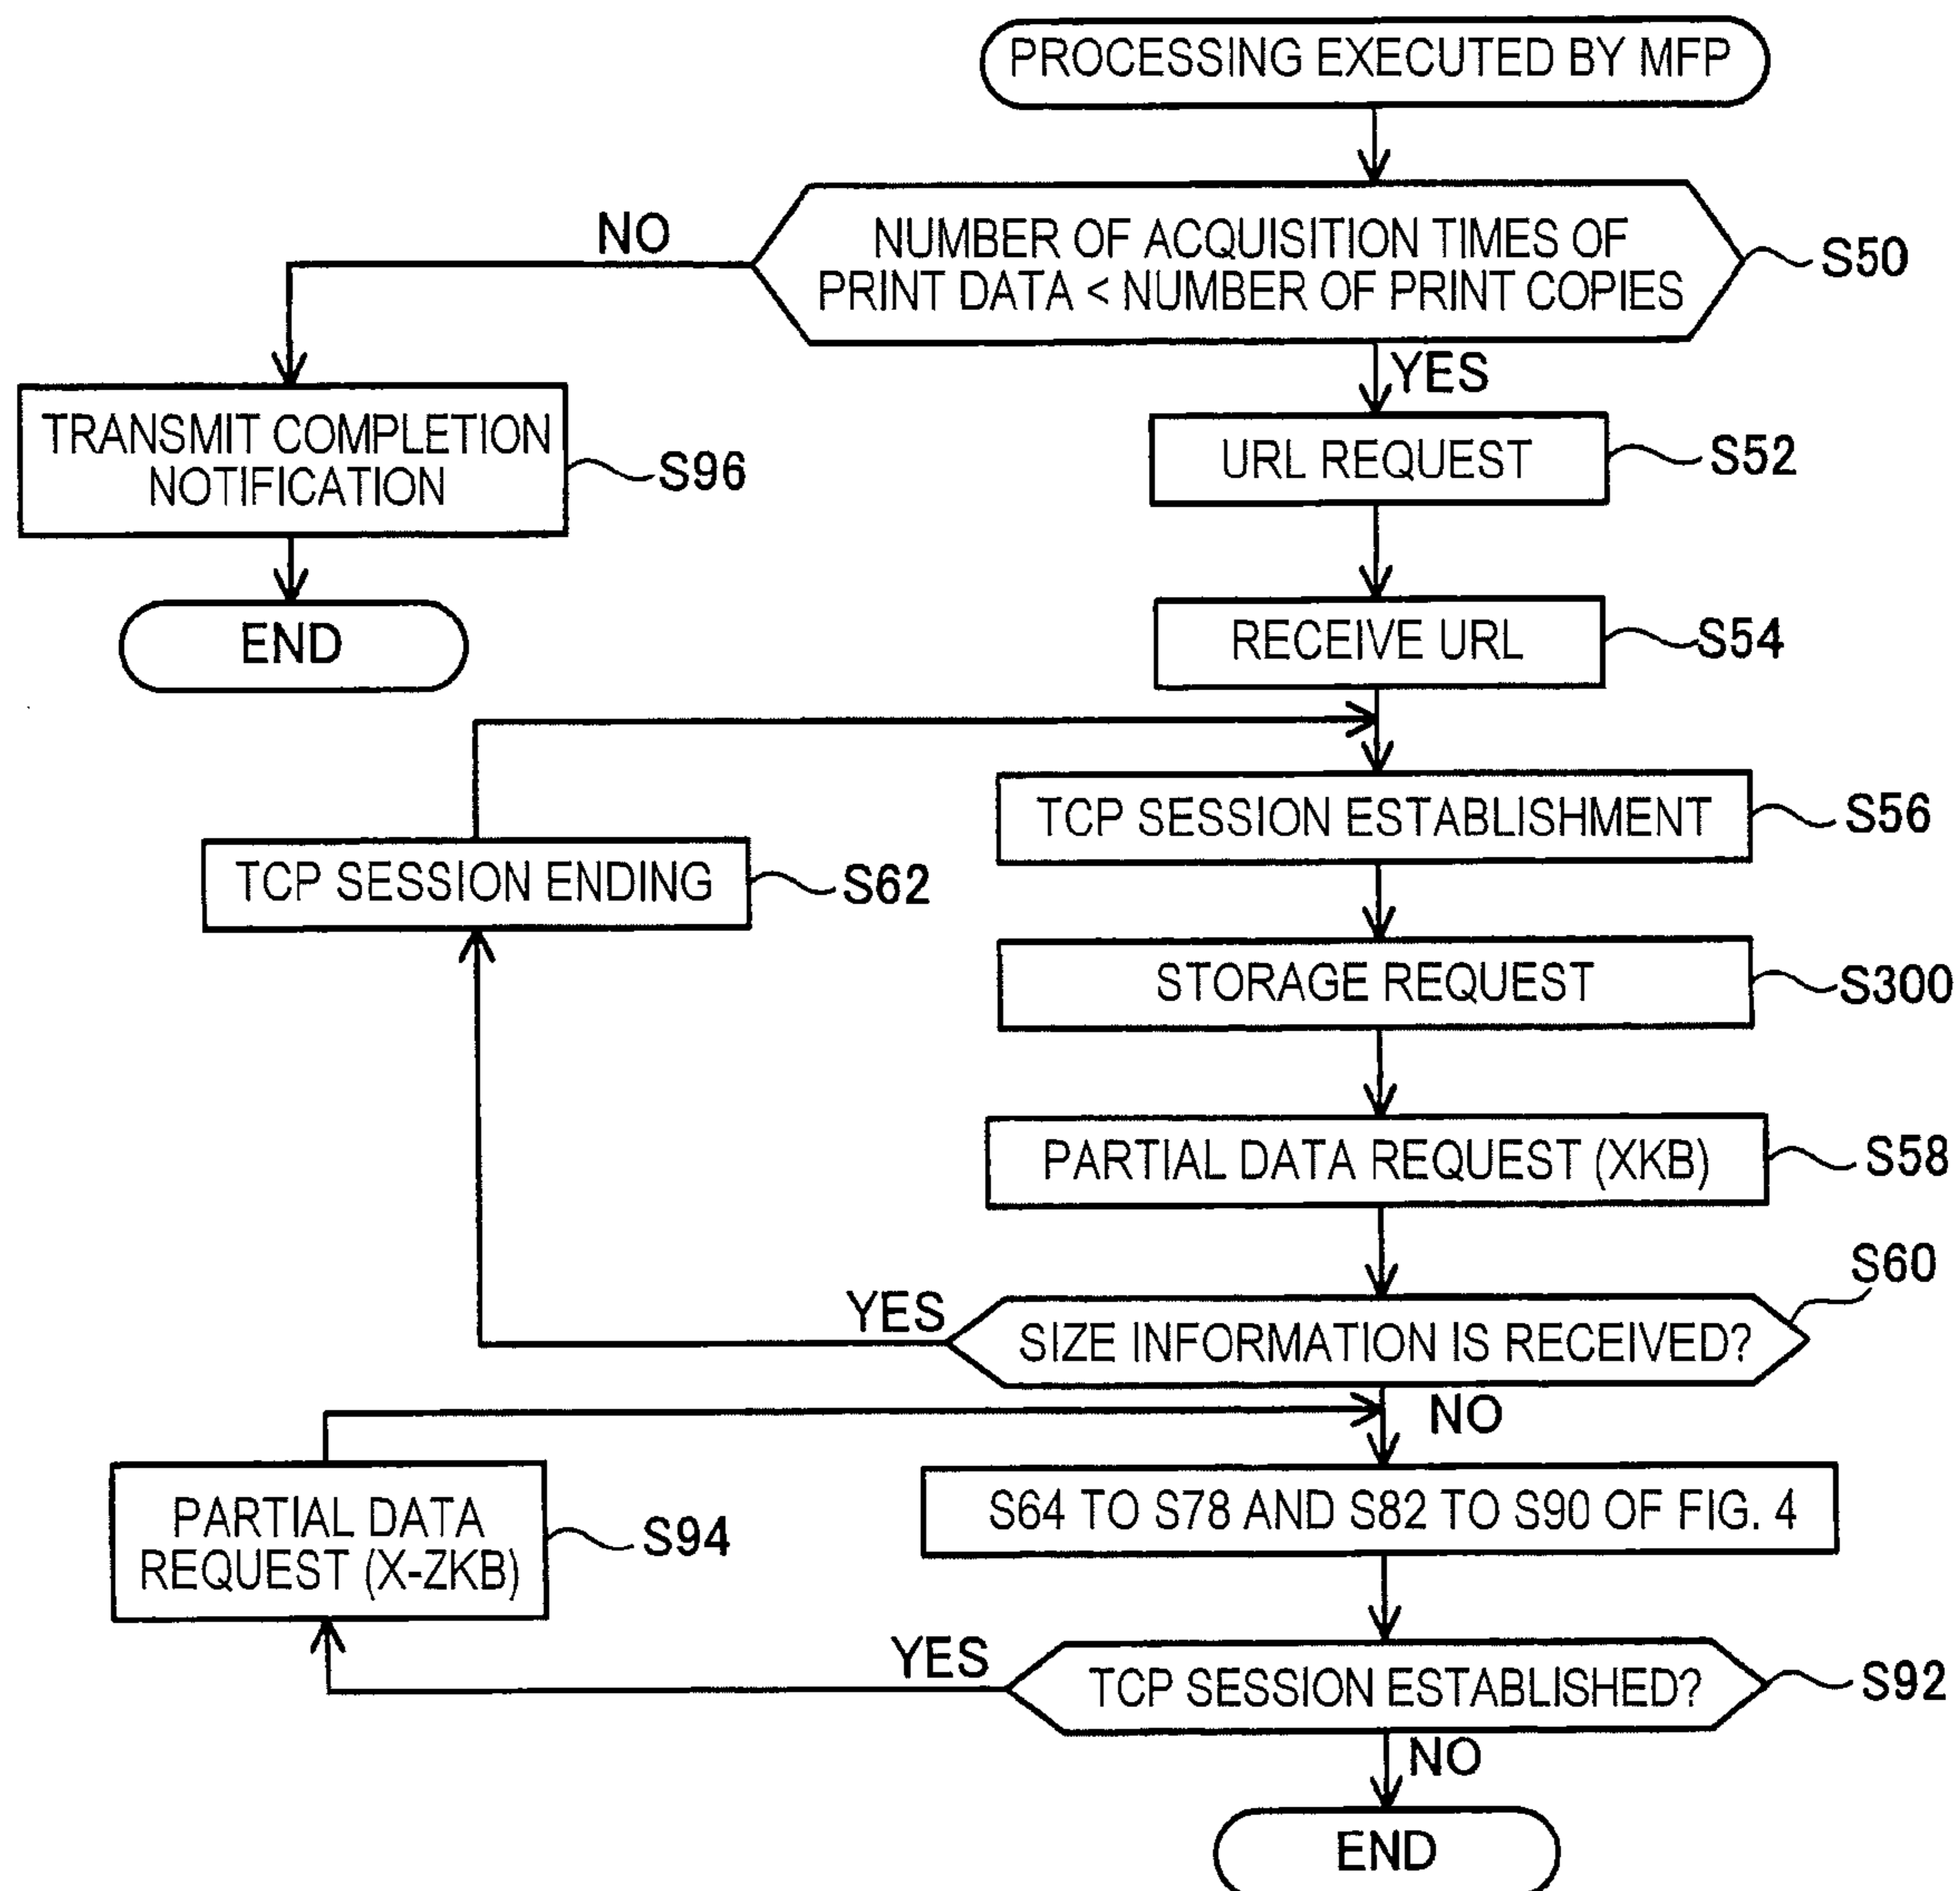 PROCESSING EXECUTED BY MFP
NUMBER OF ACQUISITION TIMES OF
PRINT DATA < NUMBER OF PRINT COPIES
S50
NO
YES
TRANSMIT COMPLETION
NOTIFICATION
S96
END
URL REQUEST
S52
RECEIVE URL
S54
TCP SESSION ESTABLISHMENT
S56
TCP SESSION ENDING
S62
STORAGE REQUEST
S300
PARTIAL DATA REQUEST (XKB)
S58
SIZE INFORMATION IS RECEIVED?
S60
YES
NO
S64 TO S78 AND S82 TO S90 OF FIG. 4
PARTIAL DATA
REQUEST (X-ZKB)
S94
TCP SESSION ESTABLISHED?
S92
YES
NO
END